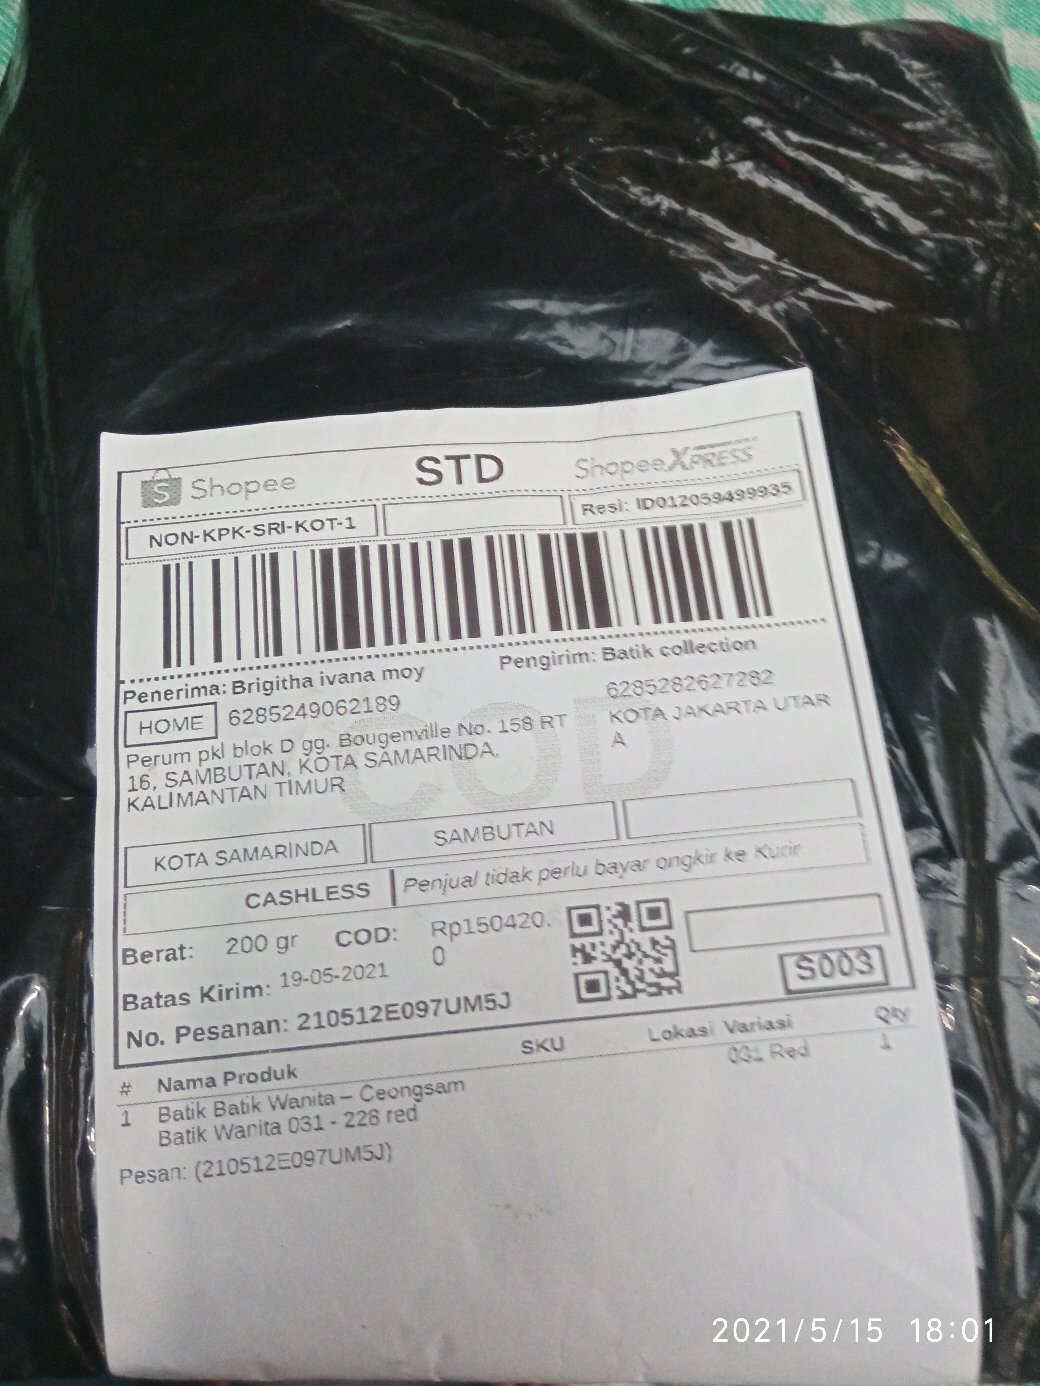 Shopee
STD
ShopeeXPRESS
NON-KPK-SRI-KOT-1
Resi: ID012059499935
Penerima: Brigitha ivana moy
Pengirim: Batik collection
HOME
6285249062189
6285282627282
Perum pkl blok D gg. Bougenville No. 158 RT
16, SAMBUTAN, KOTA SAMARINDA,
KALIMANTAN TIMUR
KOTA JAKARTA UTAR
A
COD
KOTA SAMARINDA
SAMBUTAN
CASHLESS
Penjual tidak perlu bayar ongkir ke Kurir
Berat: 200 gr
COD: Rp150420.
0
Batas Kirim: 19-05-2021
S003
No. Pesanan: 210512E097UM5J
# Nama Produk SKU Lokasi Variasi Qty
1 Batik Batik Wanita – Ceongsam 031 Red 1
Batik Wanita 031 - 226 red
Pesan: (210512E097UM5J)
2021/5/15 18:01